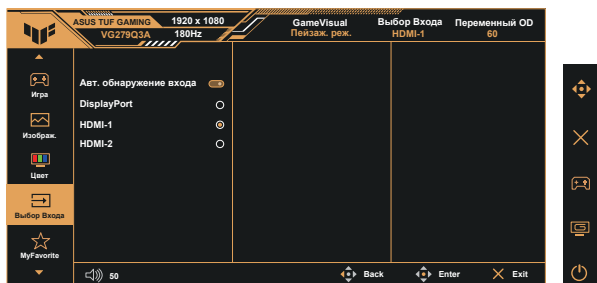 ASUS TUF GAMING 1920 x 1080
VG279Q3A 180Hz
GameVisual
Пейзаж. реж.
Выбор Входа
HDMI-1
Переменный OD
60
Игра
Изображ.
Цвет
Выбор Входа
MyFavorite
Авт. обнаружение входа
DisplayPort
HDMI-1
HDMI-2
50
Back Enter Exit